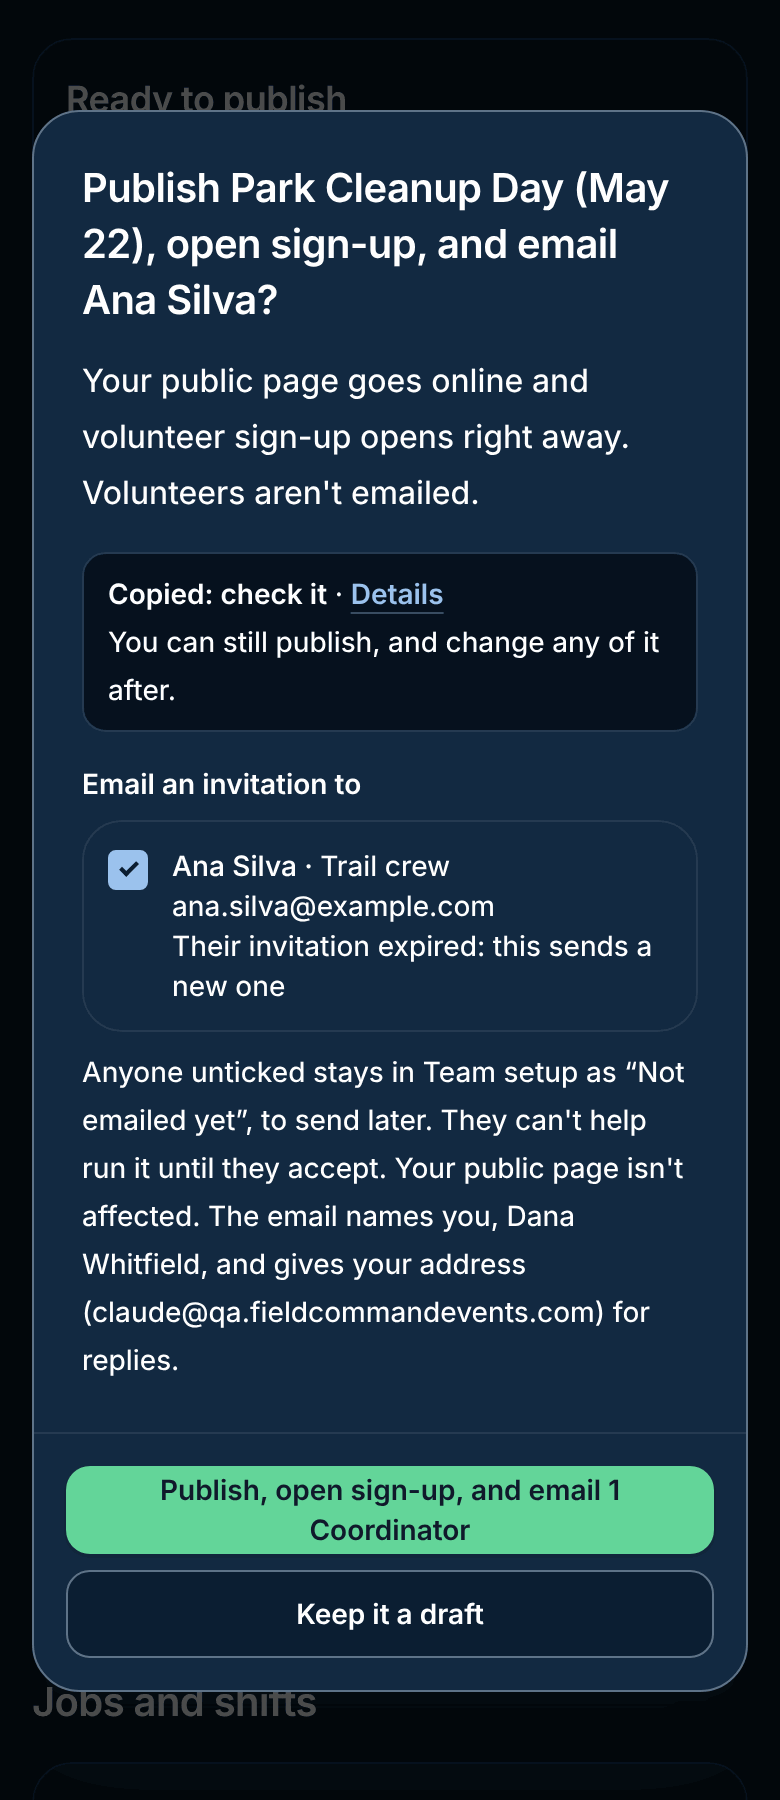 Ready to publish
Publish Park Cleanup Day (May
22), open sign-up, and email
Ana Silva?
Your public page goes online and
volunteer sign-up opens right away.
Volunteers aren't emailed.
Copied: check it · Details
You can still publish, and change any of it
after.
Email an invitation to
Ana Silva · Trail crew
ana.silva@example.com
Their invitation expired: this sends a
new one
Anyone unticked stays in Team setup as “Not
emailed yet”, to send later. They can't help
run it until they accept. Your public page isn't
affected. The email names you, Dana
Whitfield, and gives your address
(claude@qa.fieldcommandevents.com) for
replies.
Publish, open sign-up, and email 1
Coordinator
Keep it a draft
Jobs and shifts